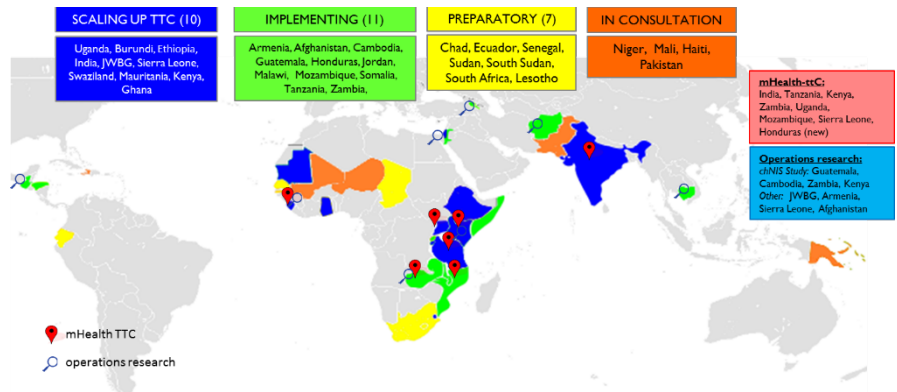 SCALING UP TTC (10)
Uganda, Burundi, Ethiopia,
India, JWBG, Sierra Leone,
Swaziland, Mauritania, Kenya,
Ghana
IMPLEMENTING (11)
Armenia, Afghanistan, Cambodia,
Guatemala, Honduras, Jordan,
Malawi, Mozambique, Somalia,
Tanzania, Zambia,
PREPARATORY (7)
Chad, Ecuador, Senegal,
Sudan, South Sudan,
South Africa, Lesotho
IN CONSULTATION
Niger, Mali, Haiti,
Pakistan
mHealth-ttC:
India, Tanzania, Kenya,
Zambia, Uganda,
Mozambique, Sierra Leone,
Honduras (new)
Operations research:
chNIS Study: Guatemala,
Cambodia, Zambia, Kenya
Other: JWBG, Armenia,
Sierra Leone, Afghanistan
mHealth TTC
operations research